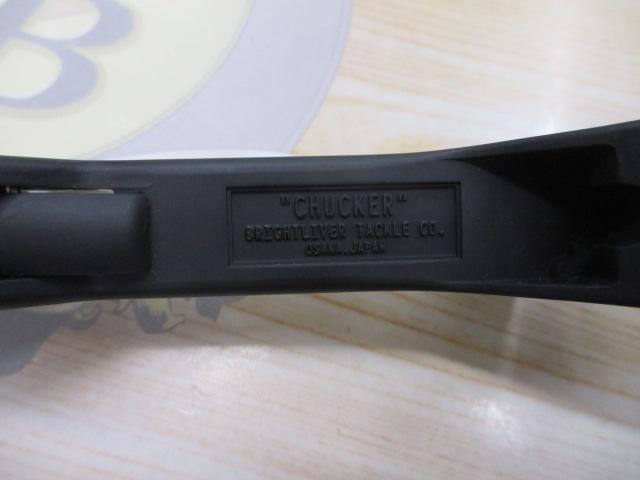 "CHUCKER"
BRIGHTLIVER TACKLE CO.
OSAKA.JAPAN
B